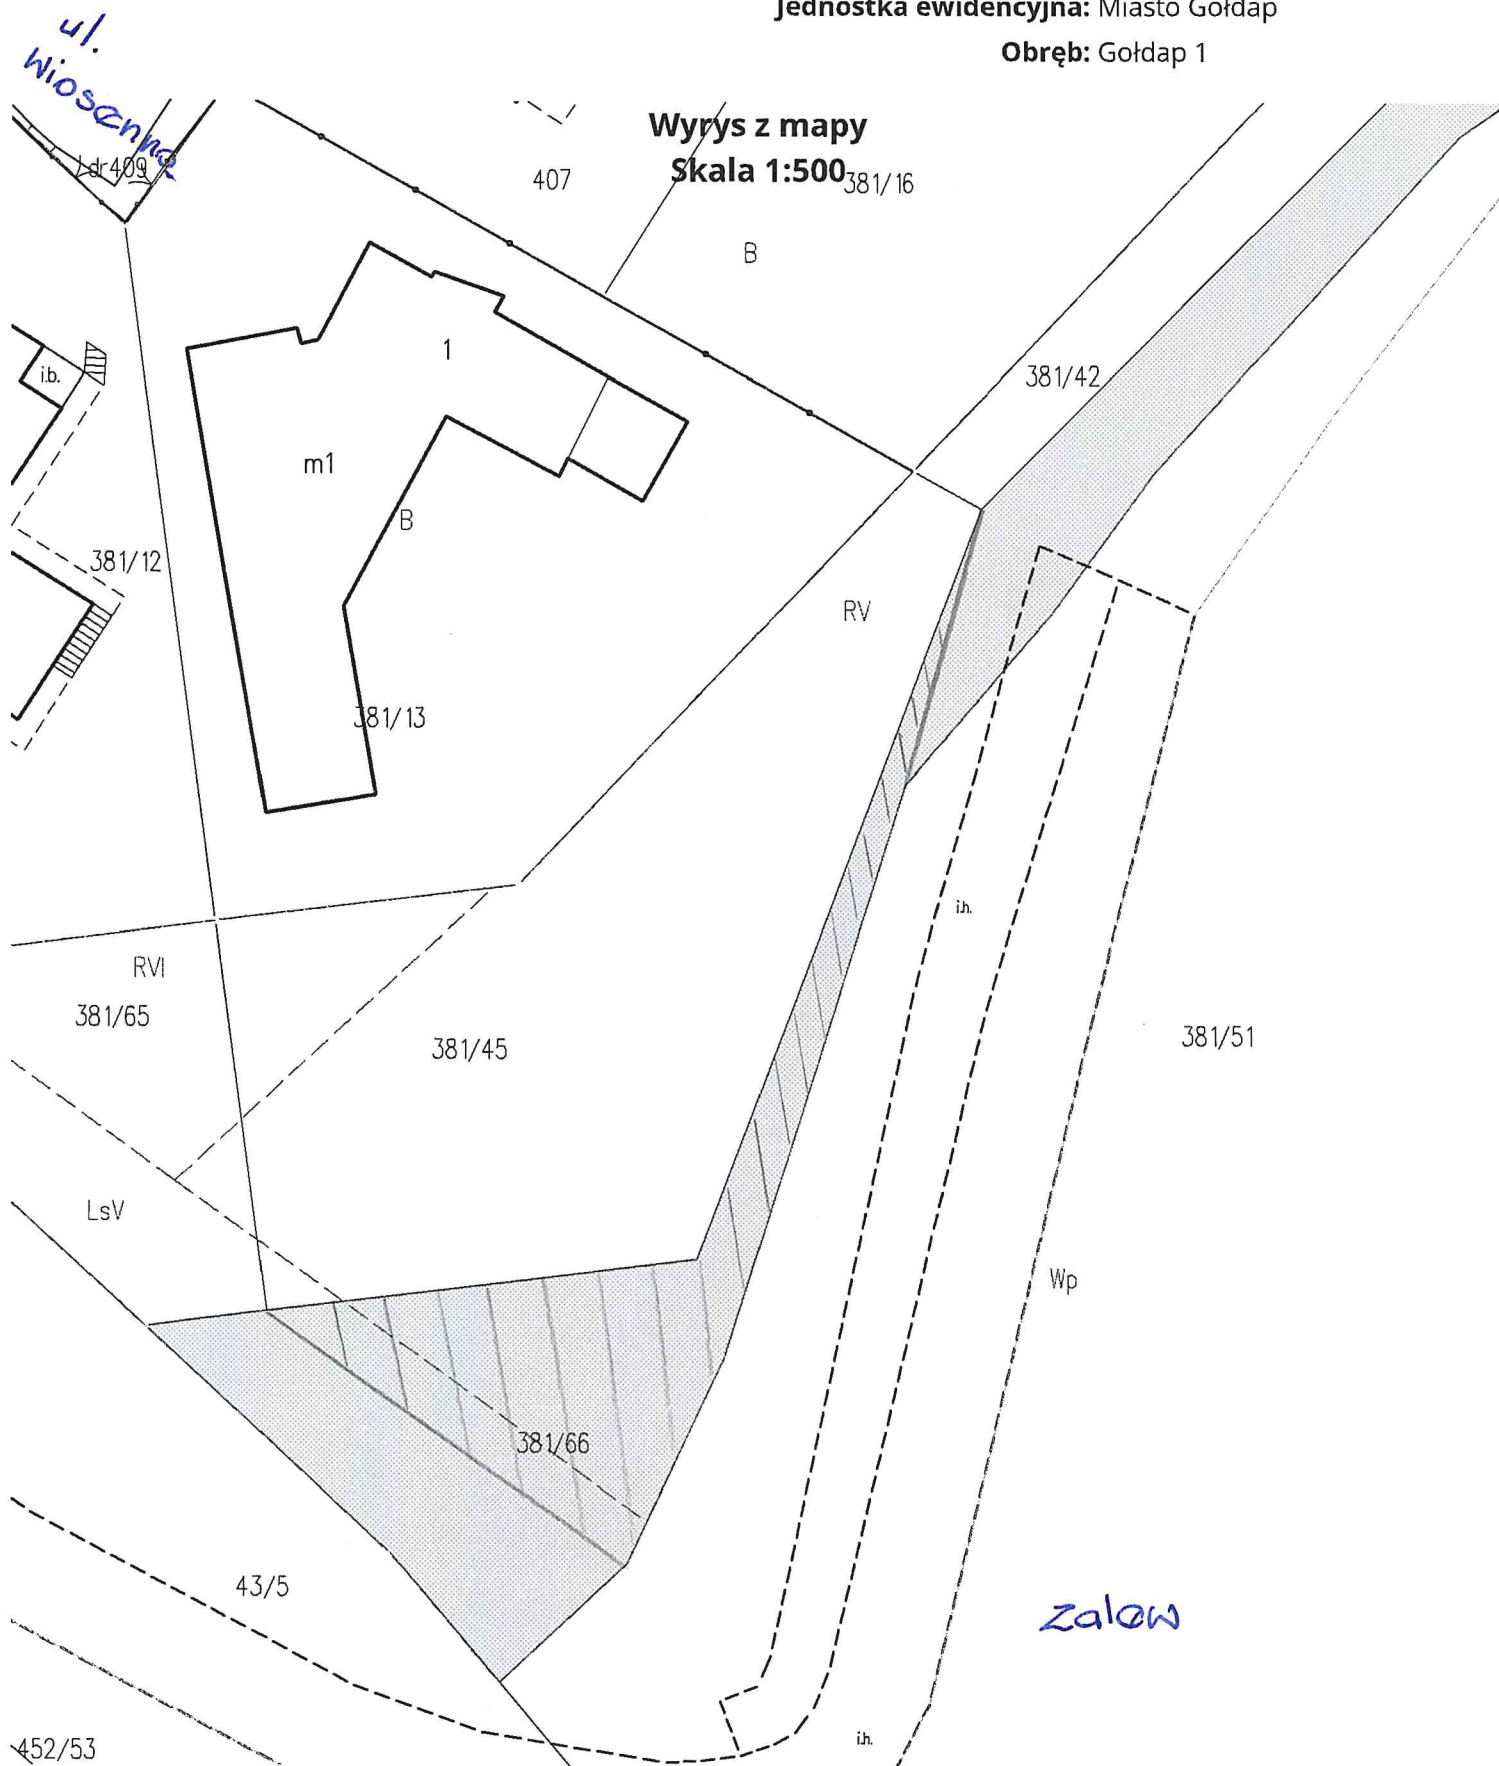 Jednostka ewidencyjna: Miasto Gołdap
Obręb: Gołdap 1
ul.
Wiosenna
Wyrys z mapy
Skala 1:500
dr409
407
381/16
B
1
381/42
i.b.
m1
B
381/12
RV
381/13
i.h.
RVI
381/65
381/45
381/51
LsV
Wp
381/66
43/5
zalew
452/53
i.h.